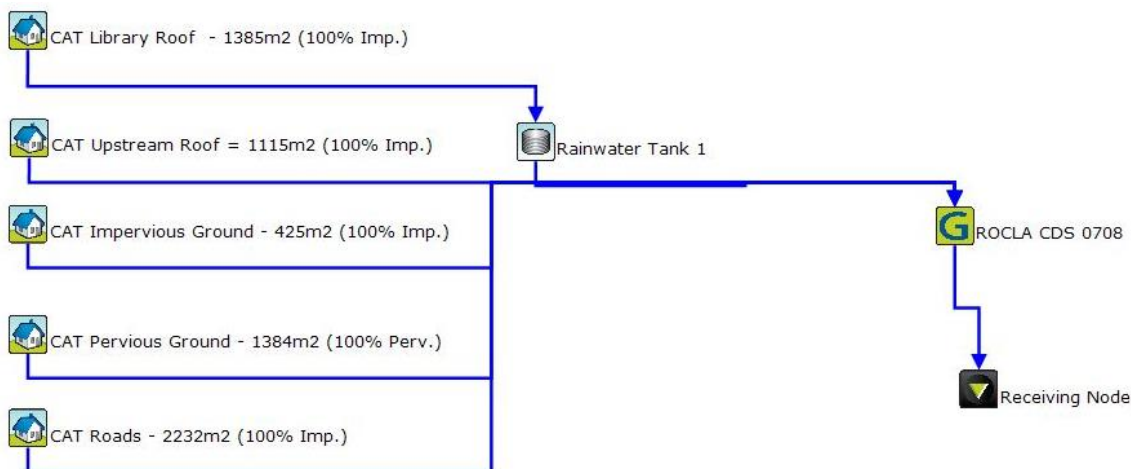 CAT Library Roof - 1385m2 (100% Imp.)
CAT Upstream Roof = 1115m2 (100% Imp.)
Rainwater Tank 1
CAT Impervious Ground - 425m2 (100% Imp.)
G ROCLA CDS 0708
CAT Pervious Ground - 1384m2 (100% Perv.)
Receiving Node
CAT Roads - 2232m2 (100% Imp.)